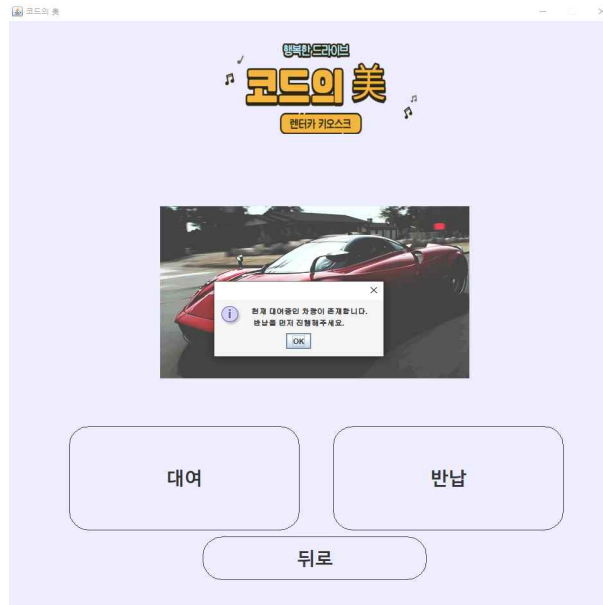 코드의 美
행복한 드라이브
코드의 美
렌터카 키오스크
현재 대여중인 차량이 존재합니다.
반납을 먼저 진행해주세요.
OK
대여
반납
뒤로